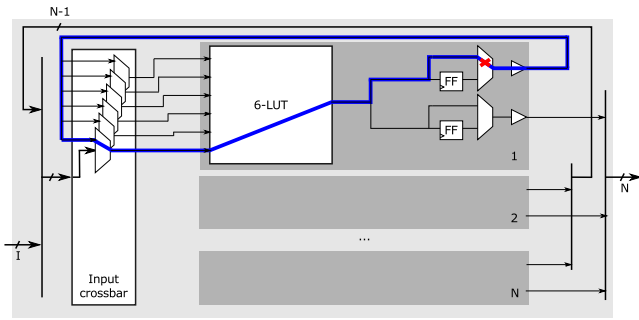 N-1
6-LUT
FF
FF
1
2
N
...
N
I
Input
crossbar